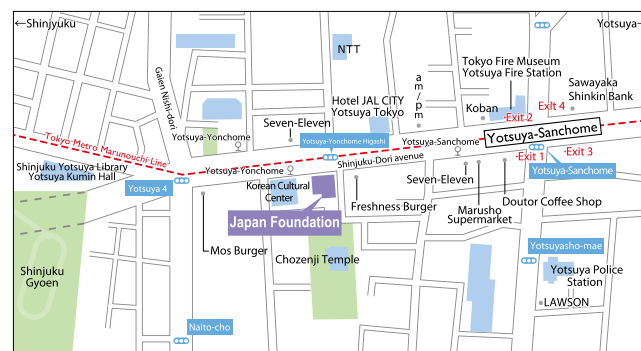 ←Shinjyuku
Yotsuya-
NTT
Gaien Nishi-dori
am/pm
Tokyo Fire Museum
Yotsuya Fire Station
Sawayaka
Shinkin Bank
Hotel JAL CITY
Yotsuya Tokyo
Koban
Exit 2
Exit 4
Seven-Eleven
Tokyo Metro Marunouchi Line
Yotsuya-Yonchome
Yotsuya-Yonchome Higashi
Yotsuya-Sanchome
Yotsuya-Sanchome
Shinjuku-Dori avenue
Exit 1
Exit 3
Shinjuku Yotsuya Library
Yotsuya Kumin Hall
Yotsuya-Yonchome
Yotsuya-Sanchome
Yotsuya 4
Korean Cultural
Center
Seven-Eleven
Freshness Burger
Doutor Coffee Shop
Marusho
Supermarket
Japan Foundation
Mos Burger
Chozenji Temple
Yotsuyasho-mae
Shinjuku
Gyoen
Yotsuya Police
Station
LAWSON
Naito-cho